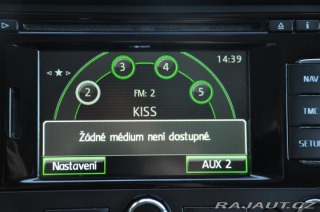 14:39
★
3 4
2 FM: 2 5
KISS
Žádné médium není dostupné.
Nastavení AUX 2
NAV
TMC
SETUP
RAJAUT.CZ